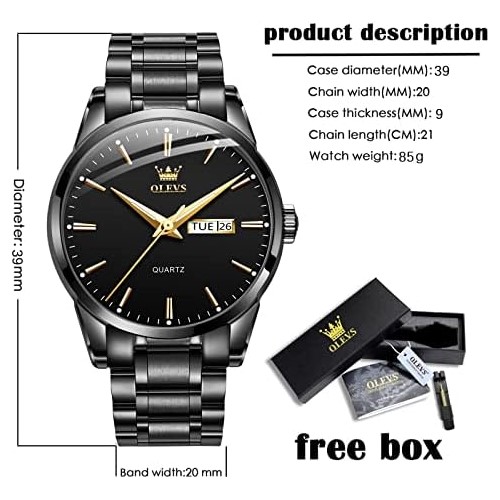 product description
Case diameter(MM):39
Chain width(MM):20
Case thickness(MM): 9
Chain length(CM):21
Watch weight:85g
Diameter: 39mm
OLEVS
TUE 26
QUARTZ
OLEVS
OLEVS
OLEVS
free box
Band width:20 mm